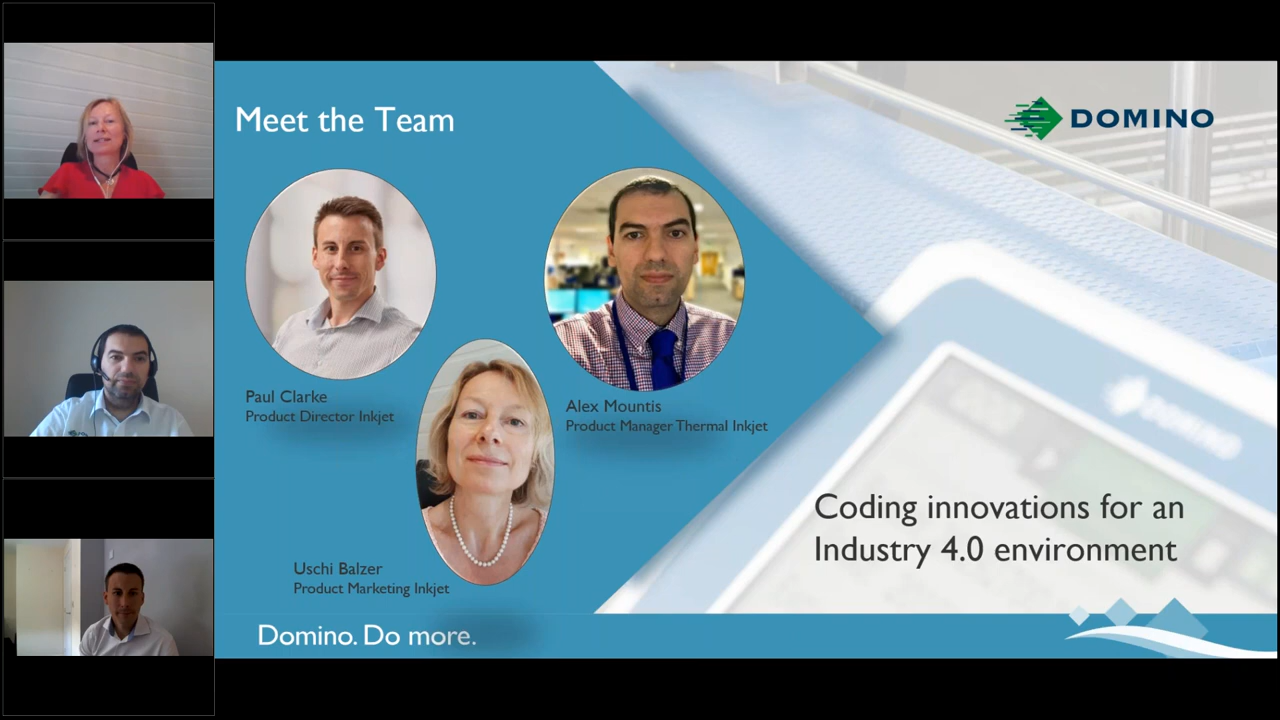 Meet the Team
DOMINO
Paul Clarke
Product Director Inkjet
Alex Mountis
Product Manager Thermal Inkjet
Uschi Balzer
Product Marketing Inkjet
DOMINO
Coding innovations for an
Industry 4.0 environment
Domino. Do more.